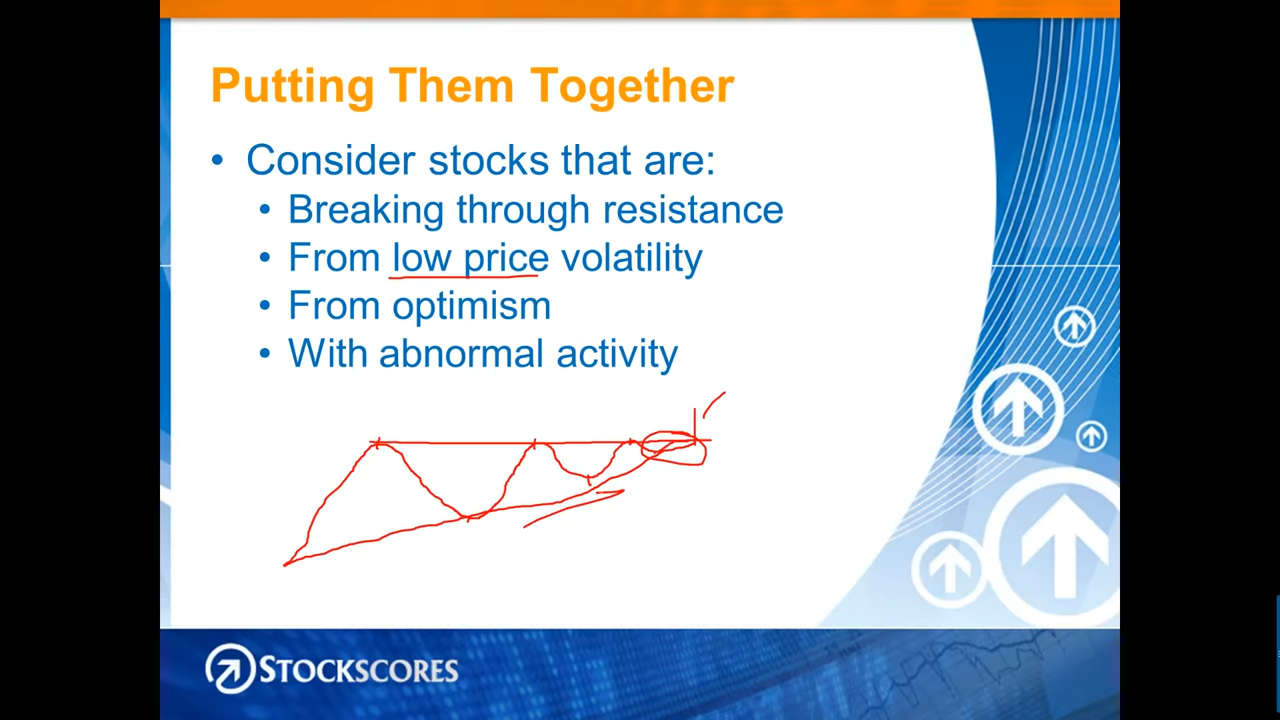 Putting Them Together
• Consider stocks that are:
• Breaking through resistance
• From low price volatility
• From optimism
• With abnormal activity
STOCKSCORES